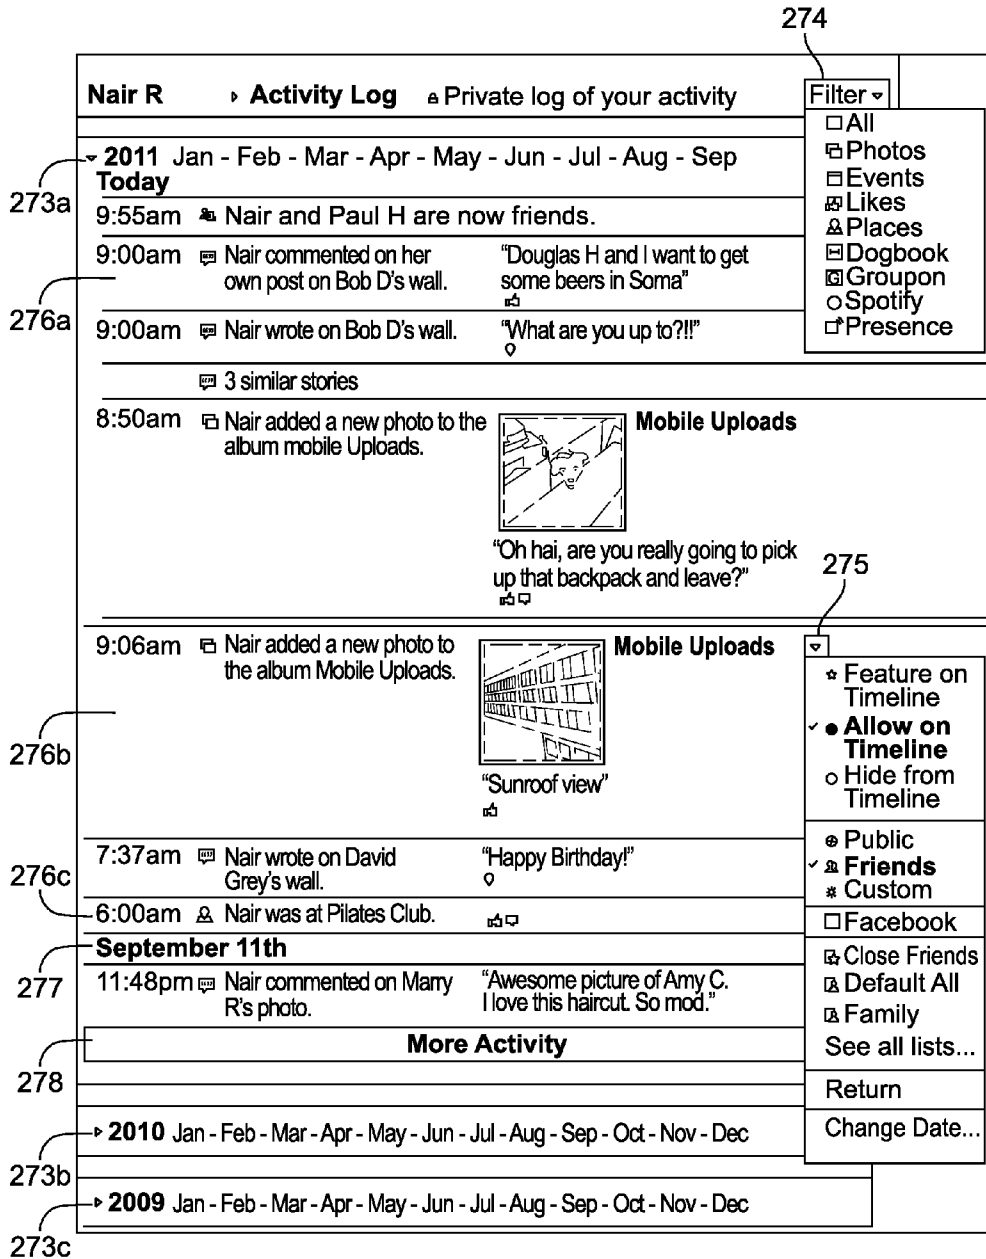 274
Nair R Activity Log Private log of your activity Filter
All
Photos
Events
Likes
Places
Dogbook
Groupon
Spotify
Presence
2011 Jan - Feb - Mar - Apr - May - Jun - Jul - Aug - Sep
Today
273a
9:55am Nair and Paul H are now friends.
9:00am Nair commented on her
own post on Bob D's wall.
"Douglas H and I want to get
some beers in Soma"
276a
9:00am Nair wrote on Bob D's wall. "What are you up to?!!"
3 similar stories
8:50am Nair added a new photo to the
album mobile Uploads.
Mobile Uploads
"Oh hai, are you really going to pick
up that backpack and leave?"
275
9:06am Nair added a new photo to
the album Mobile Uploads.
Mobile Uploads
"Sunroof view"
276b
Feature on
Timeline
Allow on
Timeline
Hide from
Timeline
Public
Friends
Custom
Facebook
Close Friends
Default All
Family
See all lists...
Return
Change Date...
7:37am Nair wrote on David
Grey's wall.
"Happy Birthday!"
276c
6:00am Nair was at Pilates Club.
September 11th
277
11:48pm Nair commented on Marry
R's photo.
"Awesome picture of Amy C.
I love this haircut. So mod."
More Activity
278
2010 Jan - Feb - Mar - Apr - May - Jun - Jul - Aug - Sep - Oct - Nov - Dec
273b
2009 Jan - Feb - Mar - Apr - May - Jun - Jul - Aug - Sep - Oct - Nov - Dec
273c